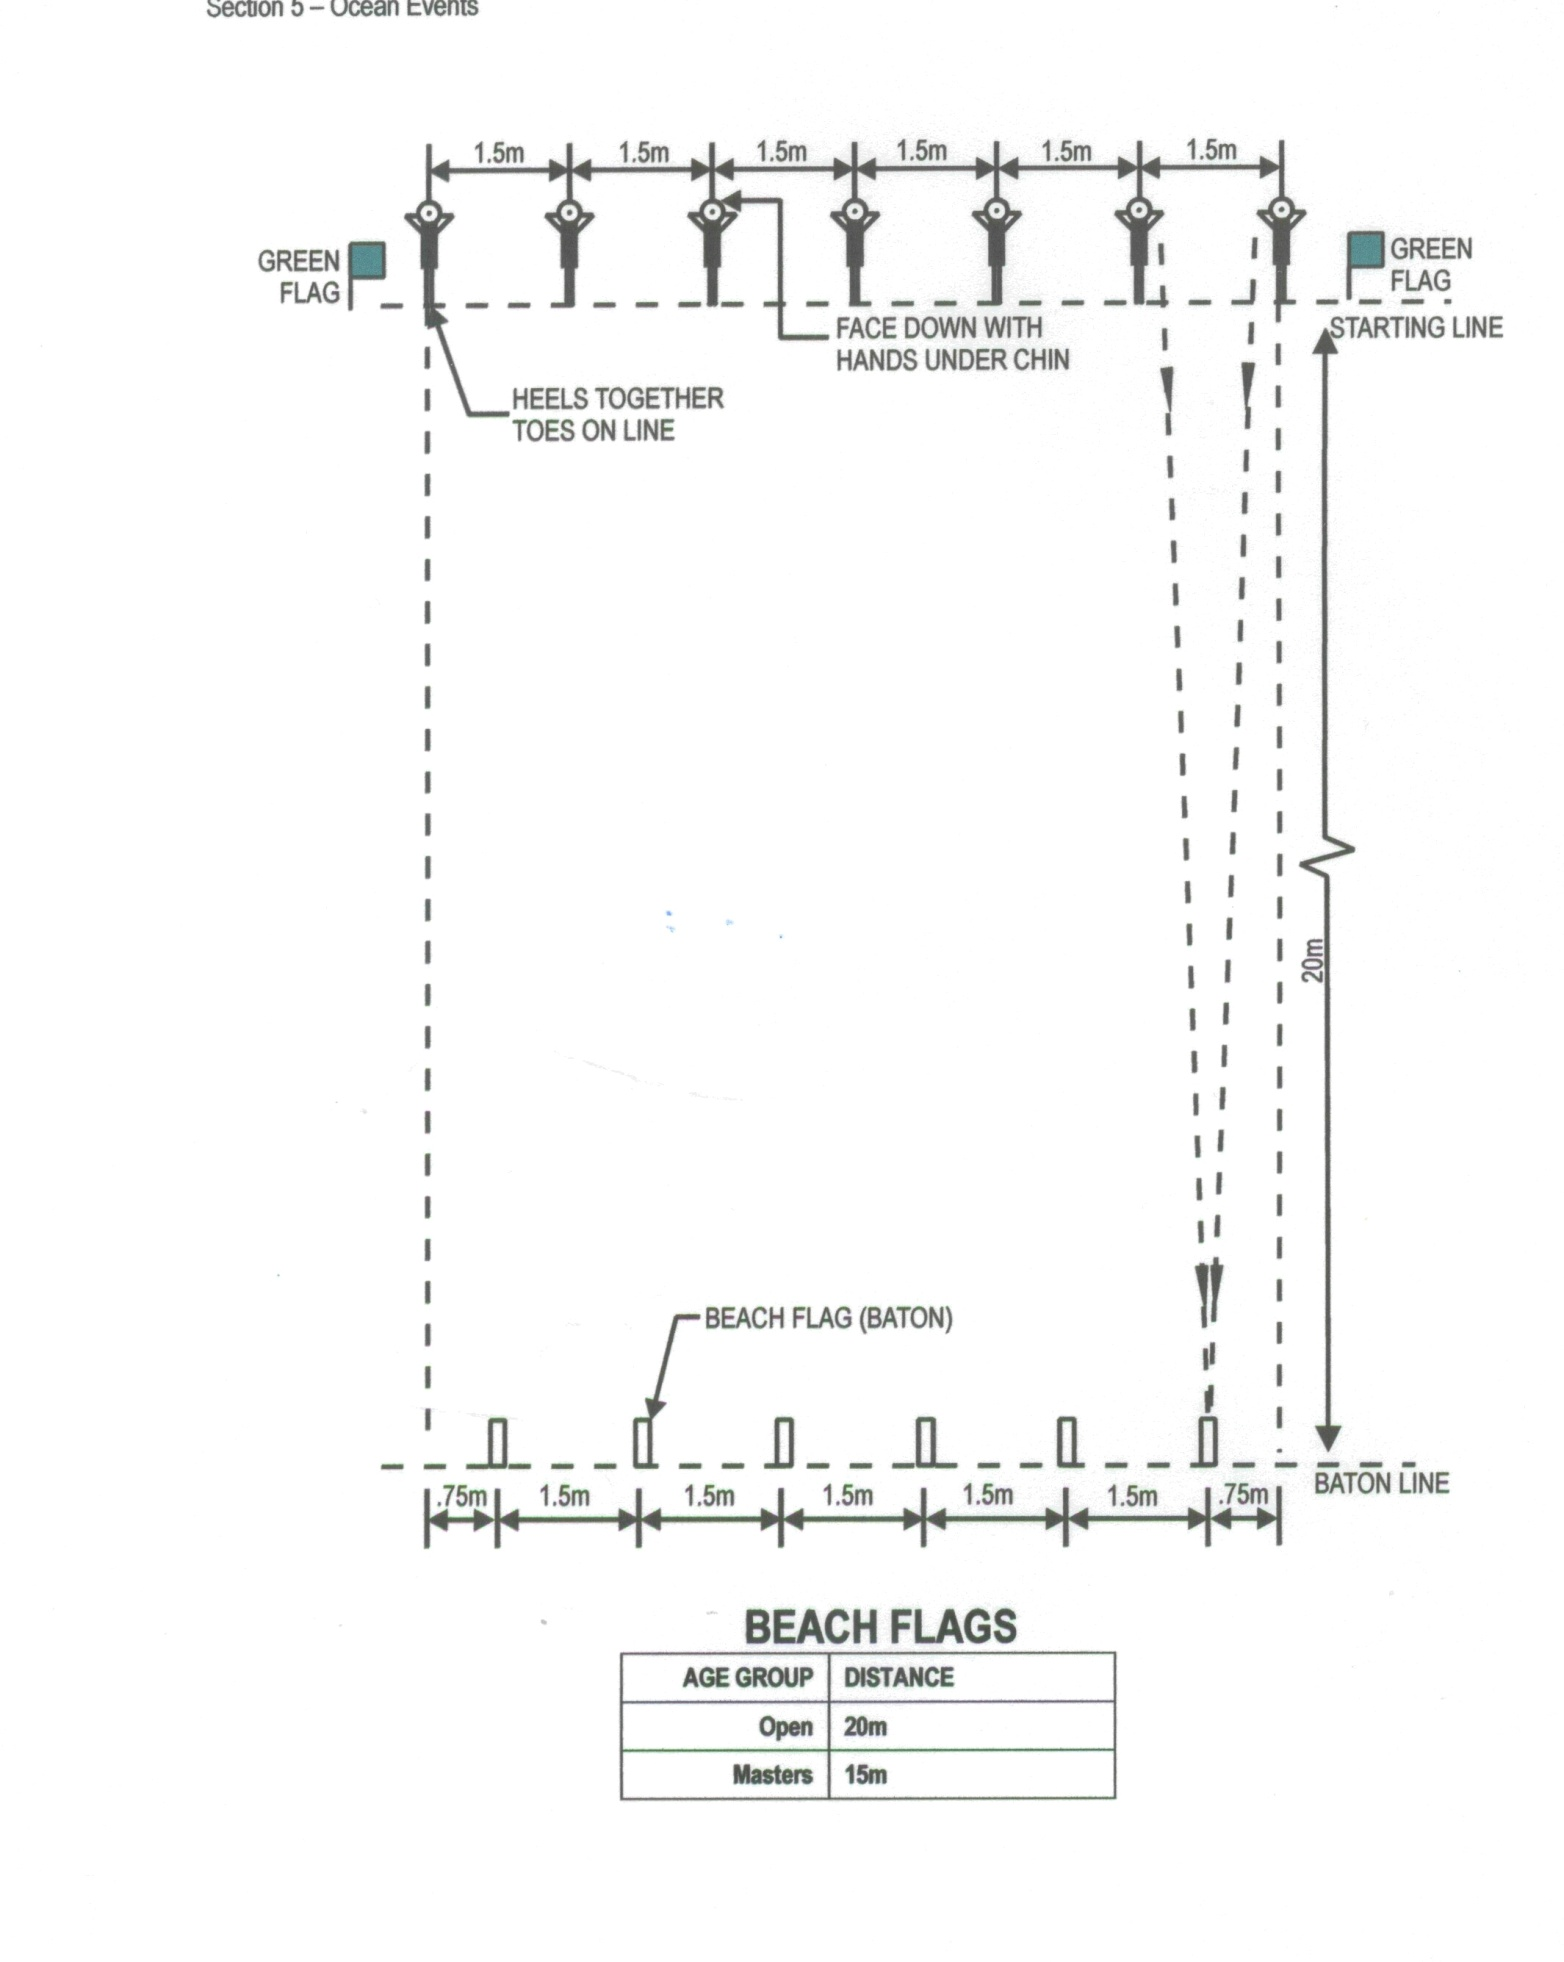 Section 5 – Ocean Events
1.5m 1.5m 1.5m 1.5m 1.5m 1.5m
GREEN
FLAG
GREEN
FLAG
STARTING LINE
FACE DOWN WITH
HANDS UNDER CHIN
HEELS TOGETHER
TOES ON LINE
20m
BEACH FLAG (BATON)
BATON LINE
.75m 1.5m 1.5m 1.5m 1.5m 1.5m .75m
BEACH FLAGS
AGE GROUP DISTANCE
Open 20m
Masters 15m